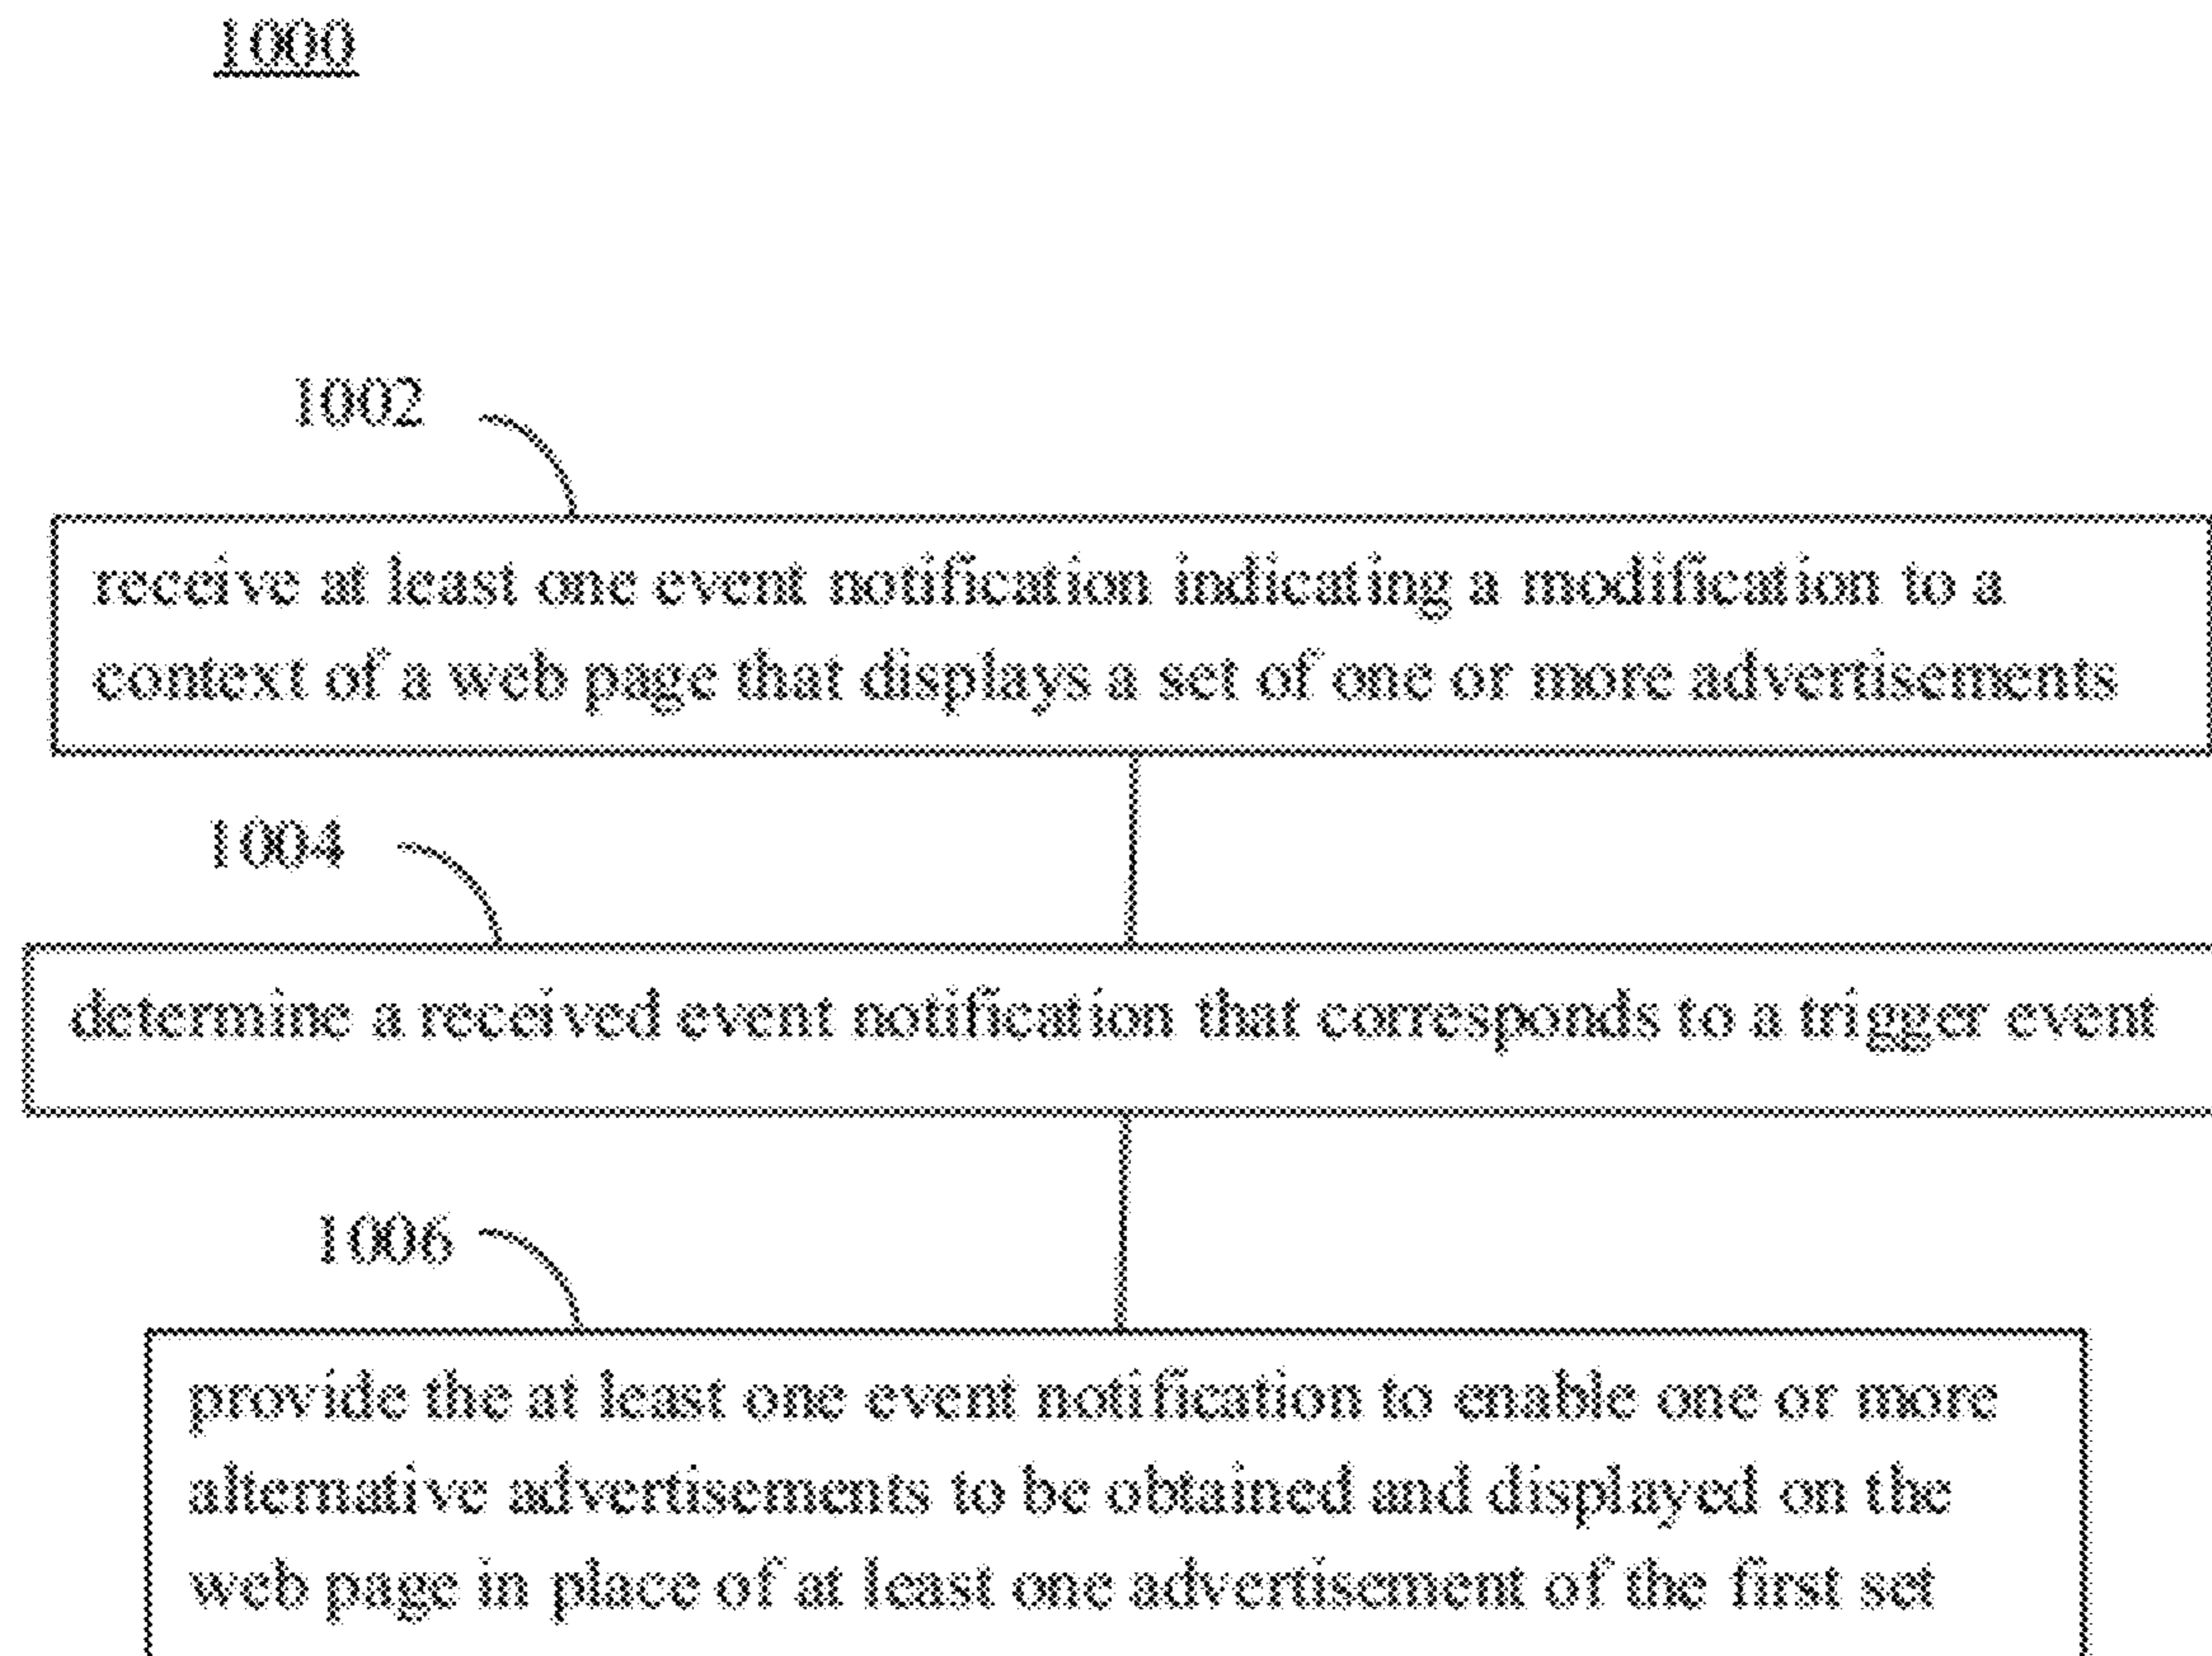 1000
1002
receive at least one event notification indicating a modification to a
context of a web page that displays a set of one or more advertisements
1004
determine a received event notification that corresponds to a trigger event
1006
provide the at least one event notification to enable one or more
alternative advertisements to be obtained and displayed on the
web page in place of at least one advertisement of the first set